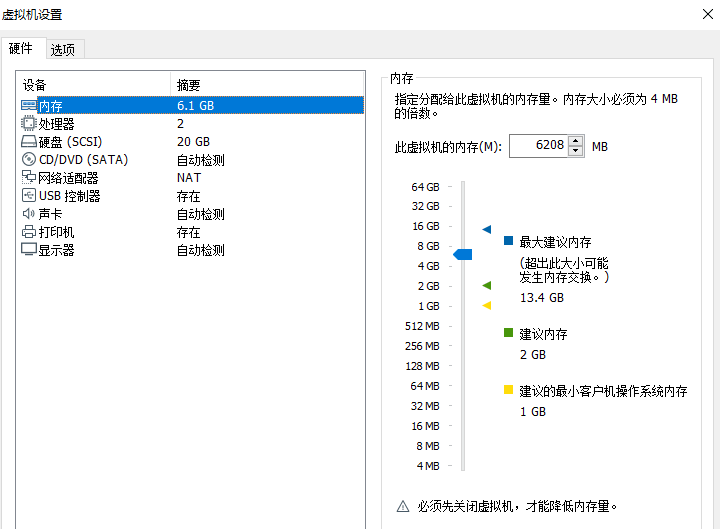 虚拟机设置
硬件
选项
设备
摘要
内存
6.1 GB
处理器
2
硬盘 (SCSI)
20 GB
CD/DVD (SATA)
自动检测
网络适配器
NAT
USB 控制器
存在
声卡
自动检测
打印机
存在
显示器
自动检测
内存
指定分配给此虚拟机的内存量。内存大小必须为 4 MB
的倍数。
此虚拟机的内存(M):
6208
MB
64 GB
32 GB
16 GB
8 GB
4 GB
2 GB
1 GB
512 MB
256 MB
128 MB
64 MB
32 MB
16 MB
8 MB
4 MB
最大建议内存
(超出此大小可能
发生内存交换。)
13.4 GB
建议内存
2 GB
建议的最小客户机操作系统内存
1 GB
必须先关闭虚拟机，才能降低内存量。